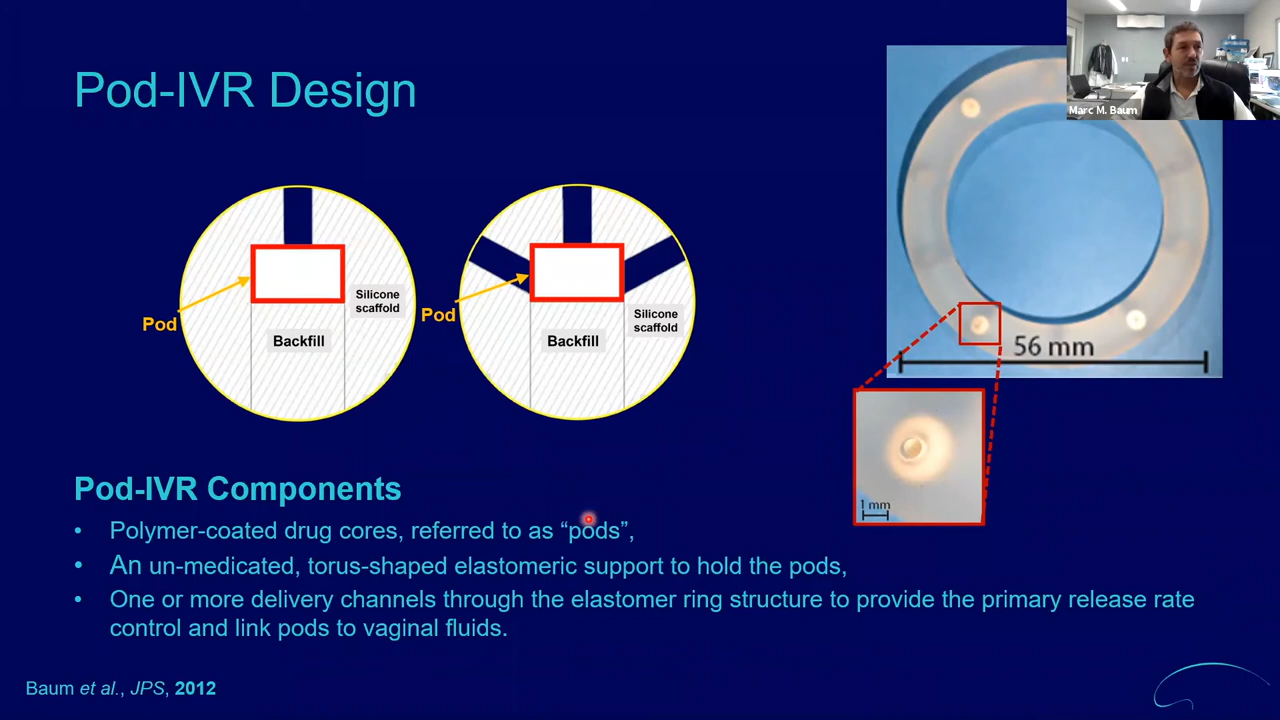 Pod-IVR Design
Marc M. Baum
Pod
Silicone
scaffold
Backfill
Pod
Silicone
scaffold
Backfill
56 mm
1 mm
Pod-IVR Components
• Polymer-coated drug cores, referred to as “pods”,
• An un-medicated, torus-shaped elastomeric support to hold the pods,
• One or more delivery channels through the elastomer ring structure to provide the primary release rate
control and link pods to vaginal fluids.
Baum et al., JPS, 2012